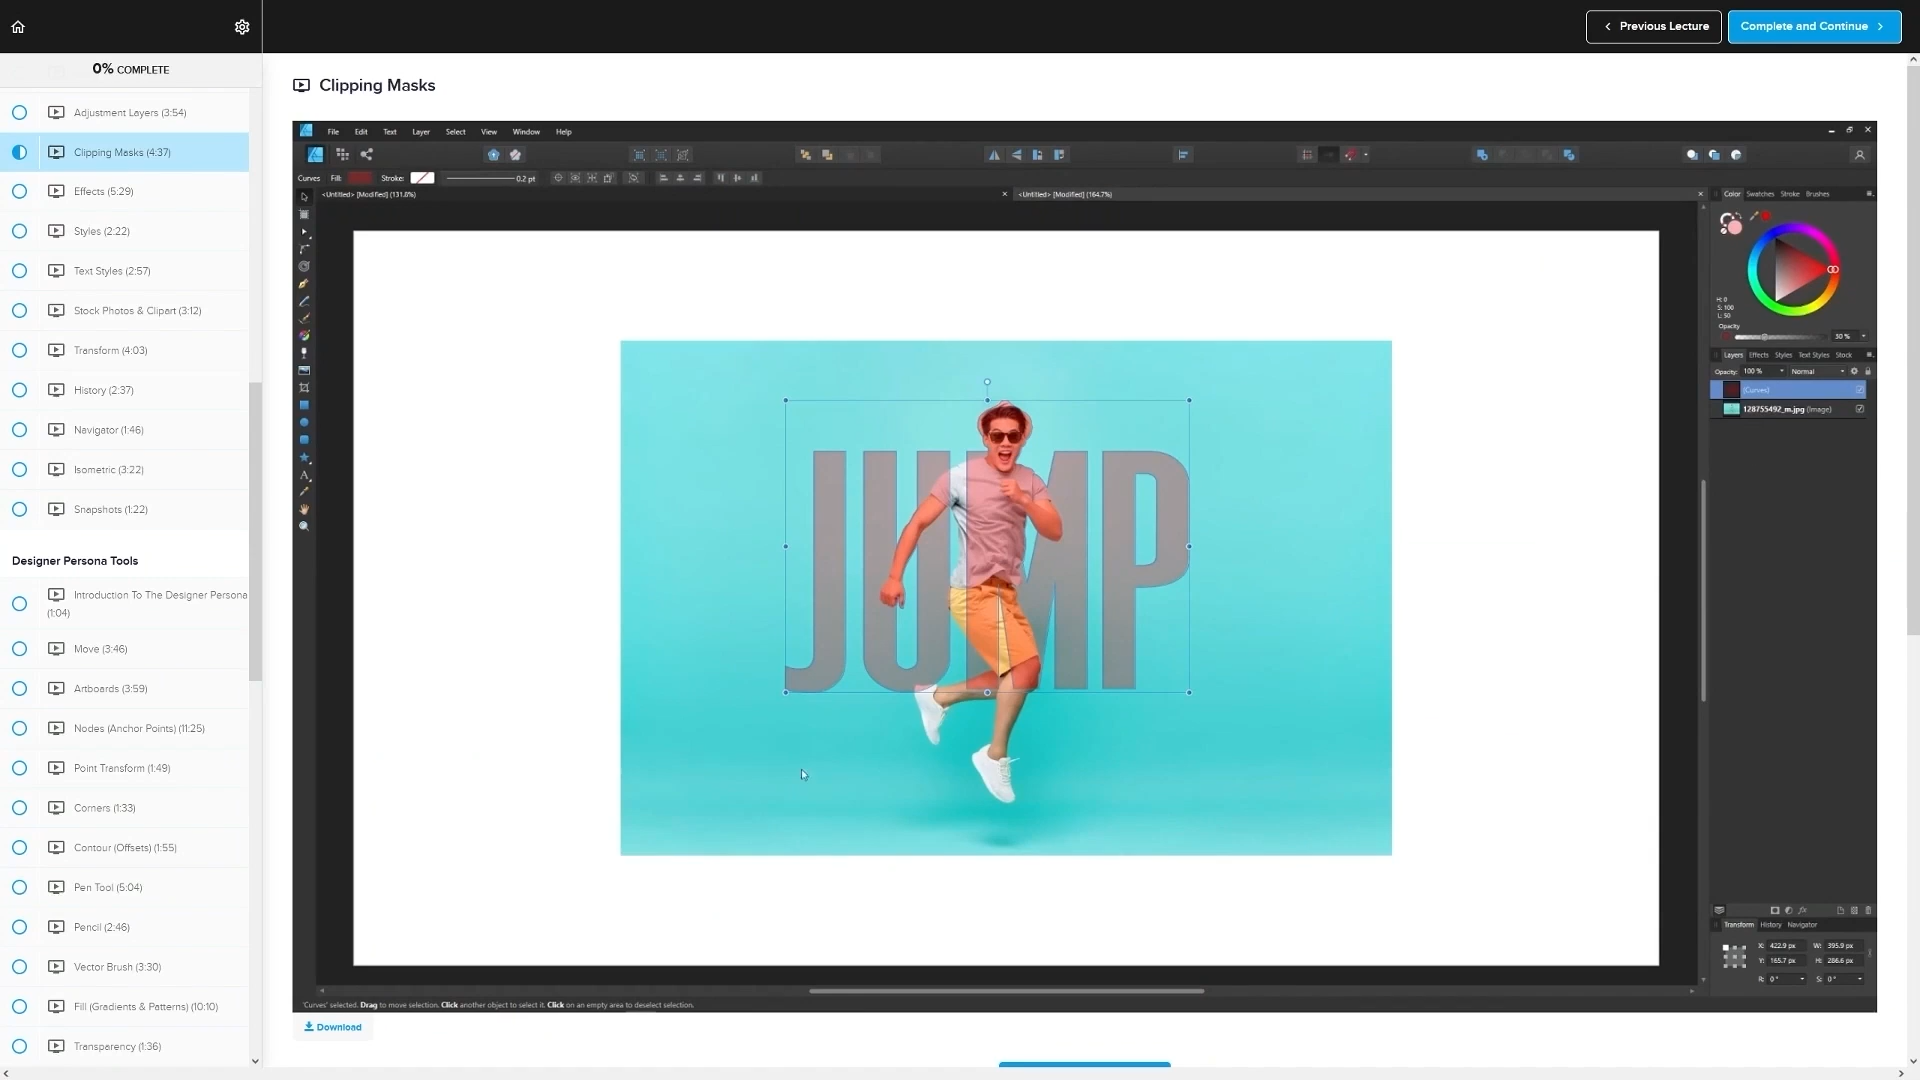 Previous Lecture
Complete and Continue
0% COMPLETE
Adjustment Layers (3:54)
Clipping Masks (4:37)
Effects (5:29)
Styles (2:22)
Text Styles (2:57)
Stock Photos & Clipart (3:12)
Transform (4:03)
History (2:37)
Navigator (1:46)
Isometric (3:22)
Snapshots (1:22)
Designer Persona Tools
Introduction To The Designer Persona
(1:04)
Move (3:46)
Artboards (3:59)
Nodes (Anchor Points) (11:25)
Point Transform (1:49)
Corners (1:33)
Contour (Offsets) (1:55)
Pen Tool (5:04)
Pencil (2:46)
Vector Brush (3:30)
Fill (Gradients & Patterns) (10:10)
Transparency (1:36)
Clipping Masks
File Edit Text Layer Select View Window Help
Curves Fill: Stroke: 0.2 pt
<Untitled> [Modified] (131.8%)
<Untitled> [Modified] (164.7%)
JUMP
Color Swatches Stroke Brushes
H: 0
S: 100
L: 50
Opacity
30 %
Layers Effects Styles Text Styles Stock
Opacity: 100 % Normal
(Curves)
128755492_m.jpg (Image)
Transform History Navigator
X: 422.9 px W: 395.9 px
Y: 165.7 px H: 286.6 px
R: 0 ° S: 0 °
'Curves' selected. Drag to move selection. Click another object to select it. Click on an empty area to deselect selection.
Download